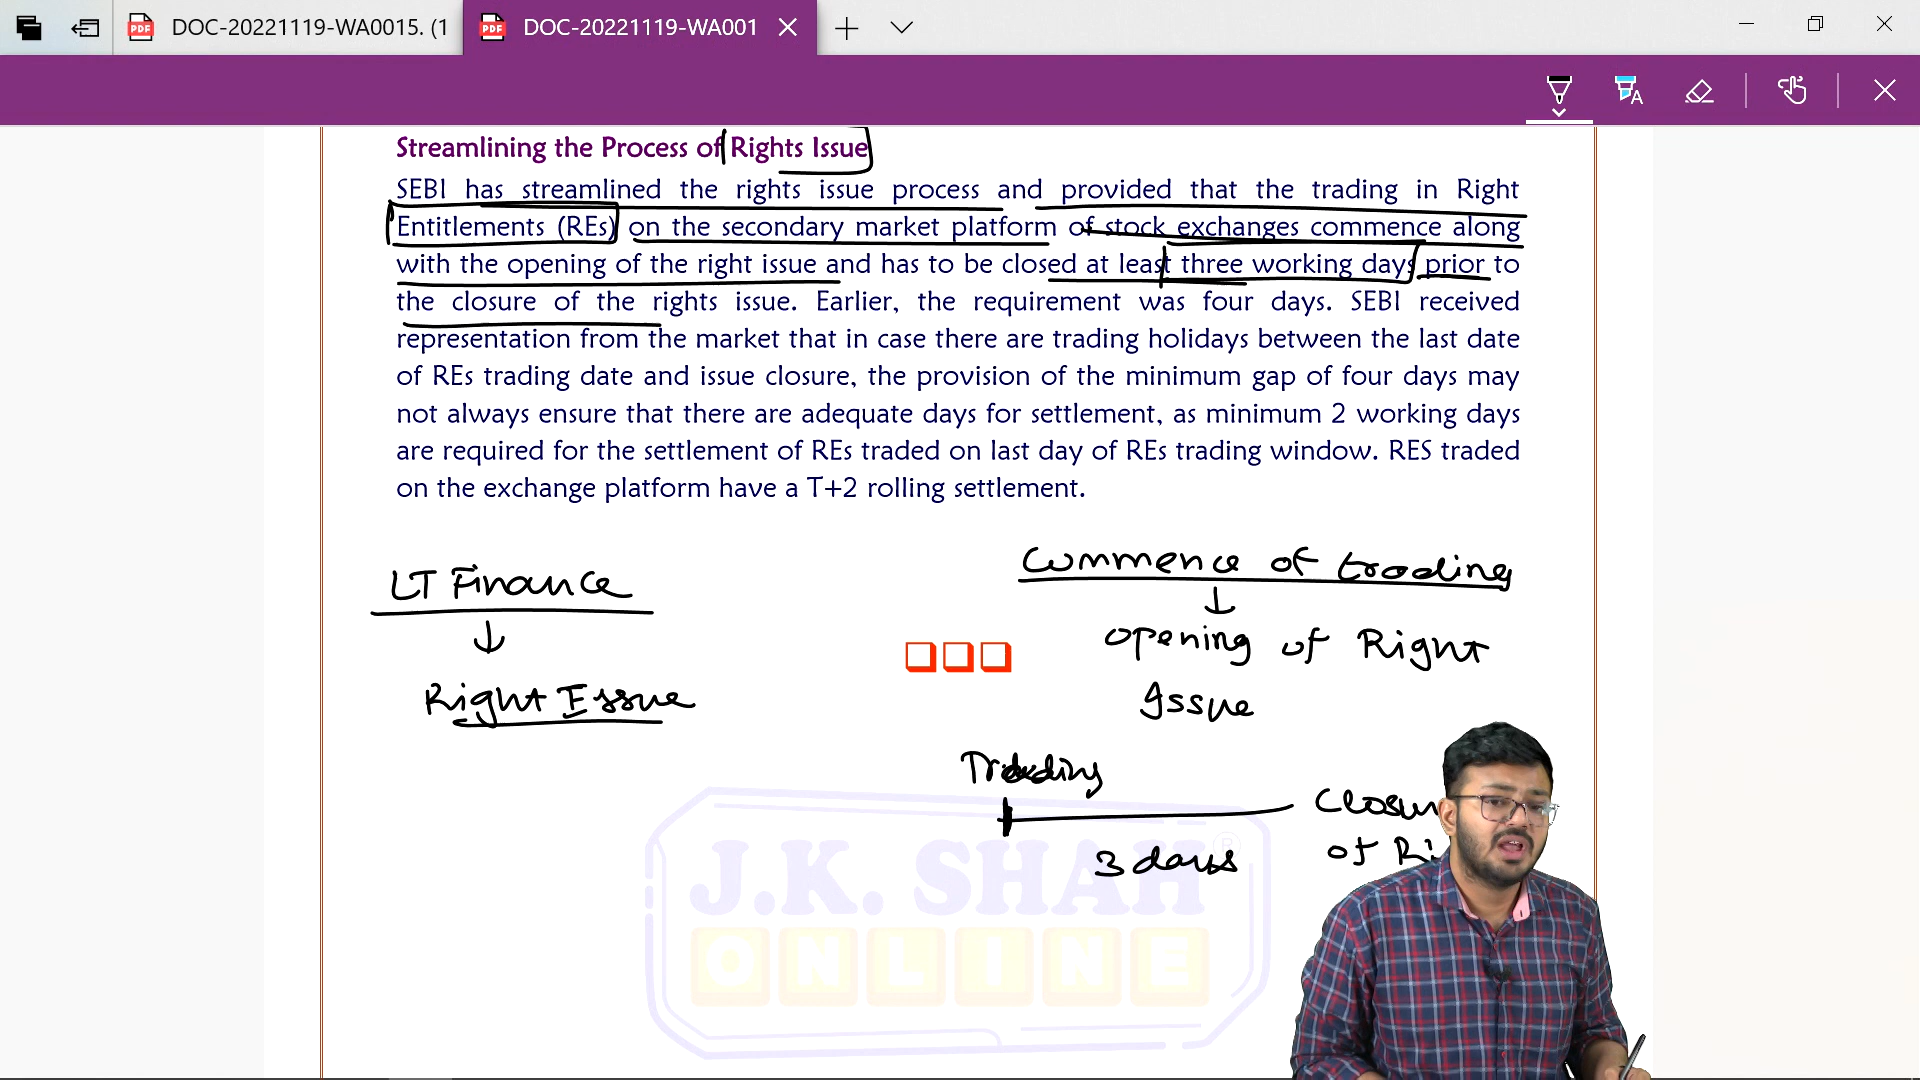 DOC-20221119-WA0015. (1
DOC-20221119-WA001
Streamlining the Process of Rights Issue
SEBI has streamlined the rights issue process and provided that the trading in Right
Entitlements (REs) on the secondary market platform of stock exchanges commence along
with the opening of the right issue and has to be closed at least three working days prior to
the closure of the rights issue. Earlier, the requirement was four days. SEBI received
representation from the market that in case there are trading holidays between the last date
of REs trading date and issue closure, the provision of the minimum gap of four days may
not always ensure that there are adequate days for settlement, as minimum 2 working days
are required for the settlement of REs traded on last day of REs trading window. RES traded
on the exchange platform have a T+2 rolling settlement.
LT Finance
Right Issue
Commence of trading
Opening of Right
Issue
Trading
3 days
of
J.K. SHAH
ONLINE